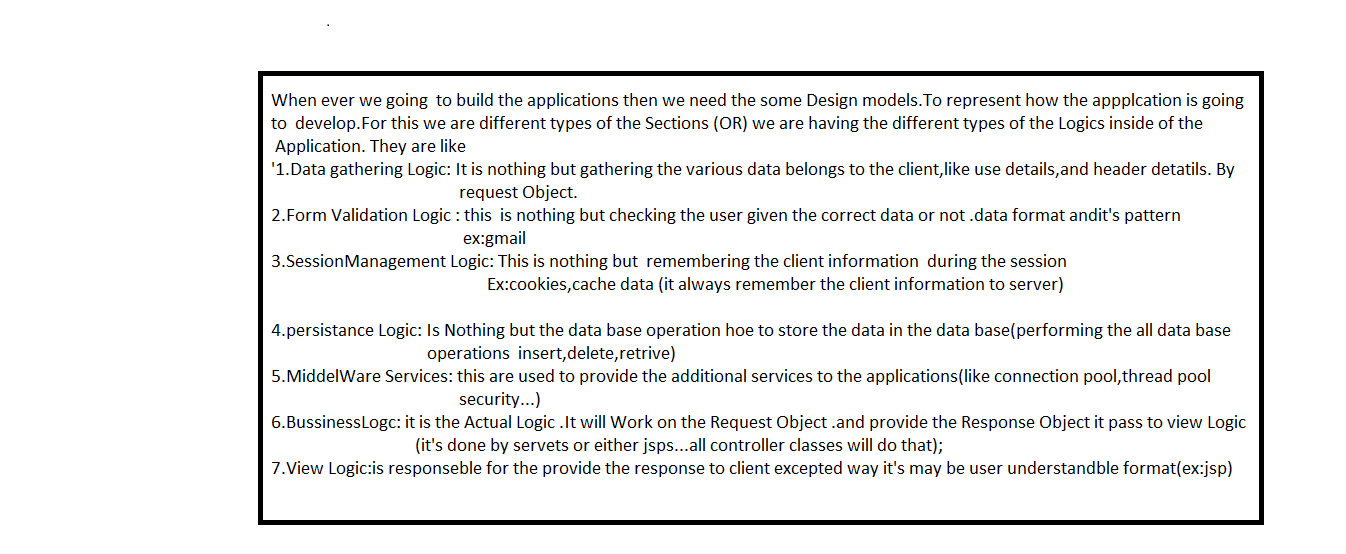 When ever we going  to build the applications then we need the some Design models.To represent how the appplcation is going
to  develop.For this we are different types of the Sections (OR) we are having the different types of the Logics inside of the
Application. They are like
'1.Data gathering Logic: It is nothing but gathering the various data belongs to the client,like use details,and header detatils. By
request Object.
2.Form Validation Logic : this  is nothing but checking the user given the correct data or not .data format andit's pattern
ex:gmail
3.SessionManagement Logic: This is nothing but  remembering the client information  during the session
Ex:cookies,cache data (it always remember the client information to server)
4.persistance Logic: Is Nothing but the data base operation hoe to store the data in the data base(performing the all data base
operations  insert,delete,retrive)
5.MiddelWare Services: this are used to provide the additional services to the applications(like connection pool,thread pool
security...)
6.BussinessLogc: it is the Actual Logic .It will Work on the Request Object .and provide the Response Object it pass to view Logic
(it's done by servets or either jsps...all controller classes will do that);
7.View Logic:is responseble for the provide the response to client excepted way it's may be user understandble format(ex:jsp)